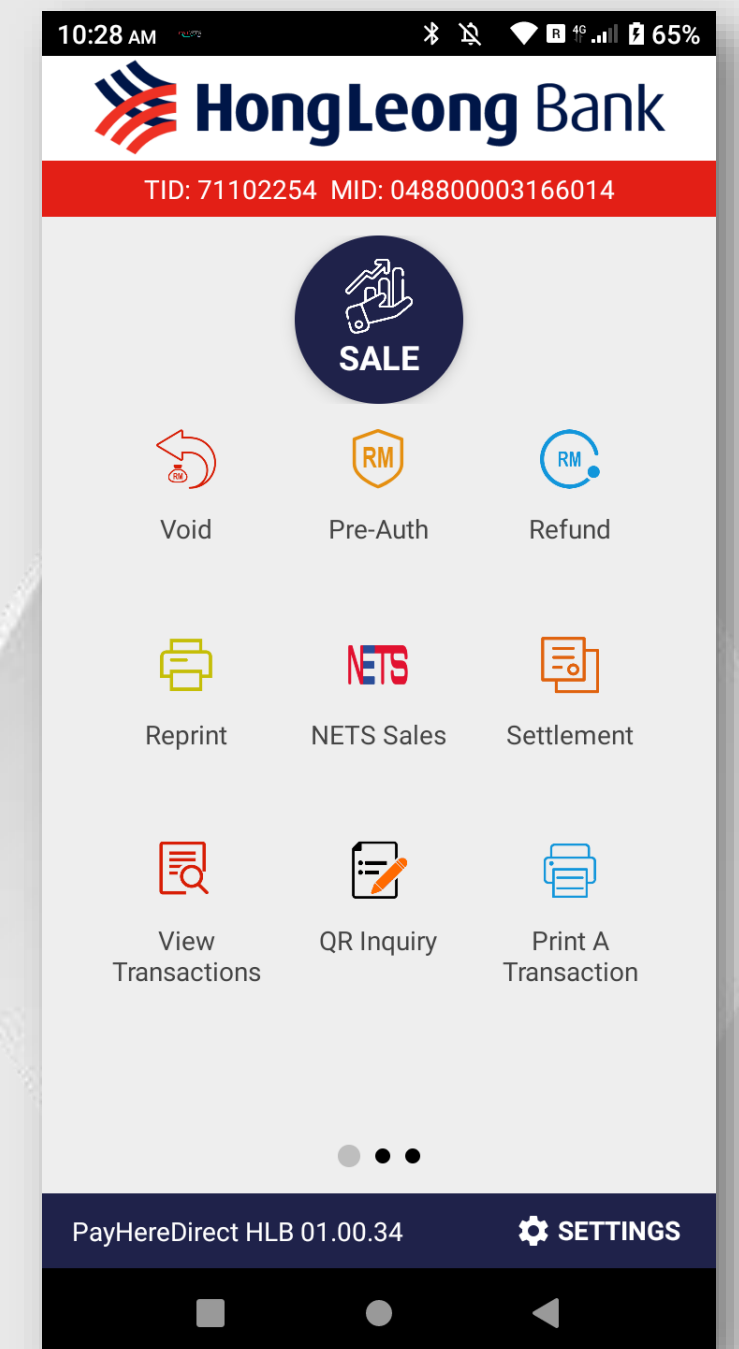 10:28 AM
R 4G 65%
HongLeong Bank
TID: 71102254 MID: 048800003166014
SALE
RM
RM
RM
Void
Pre-Auth
Refund
NETS
Reprint
NETS Sales
Settlement
View
Transactions
QR Inquiry
Print A
Transaction
PayHereDirect HLB 01.00.34
SETTINGS